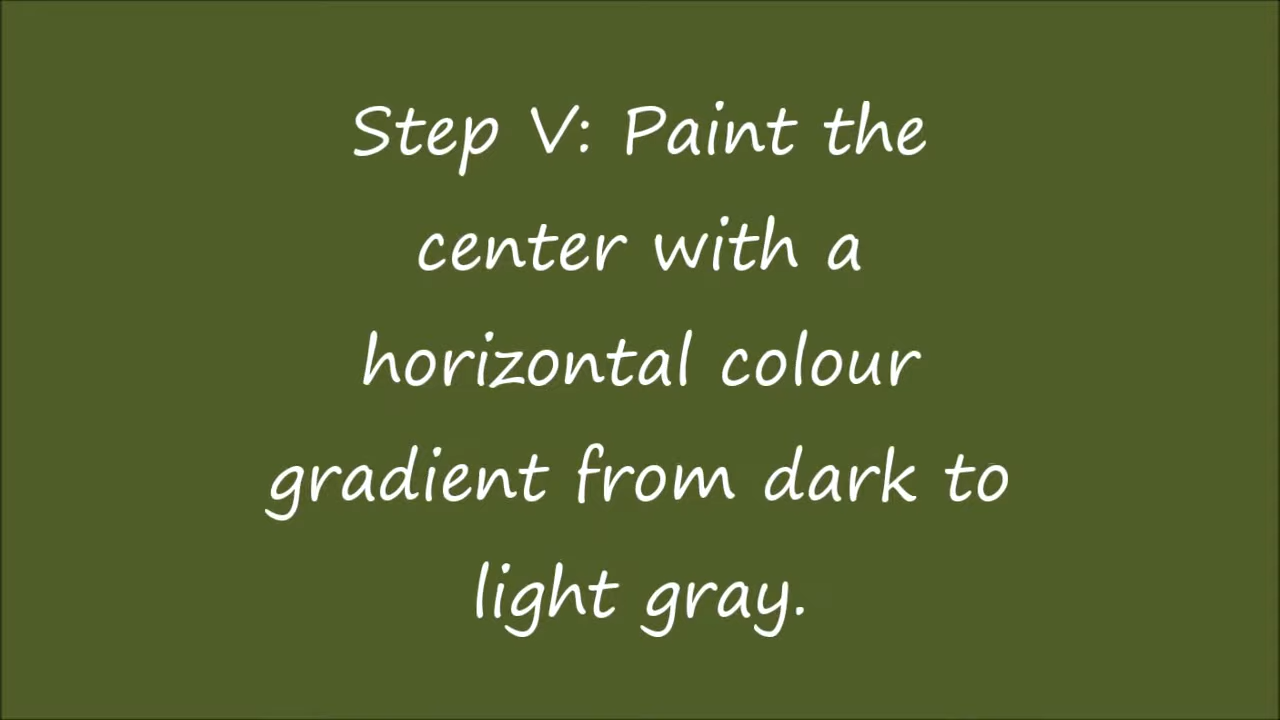 Step V: Paint the
center with a
horizontal colour
gradient from dark to
light gray.